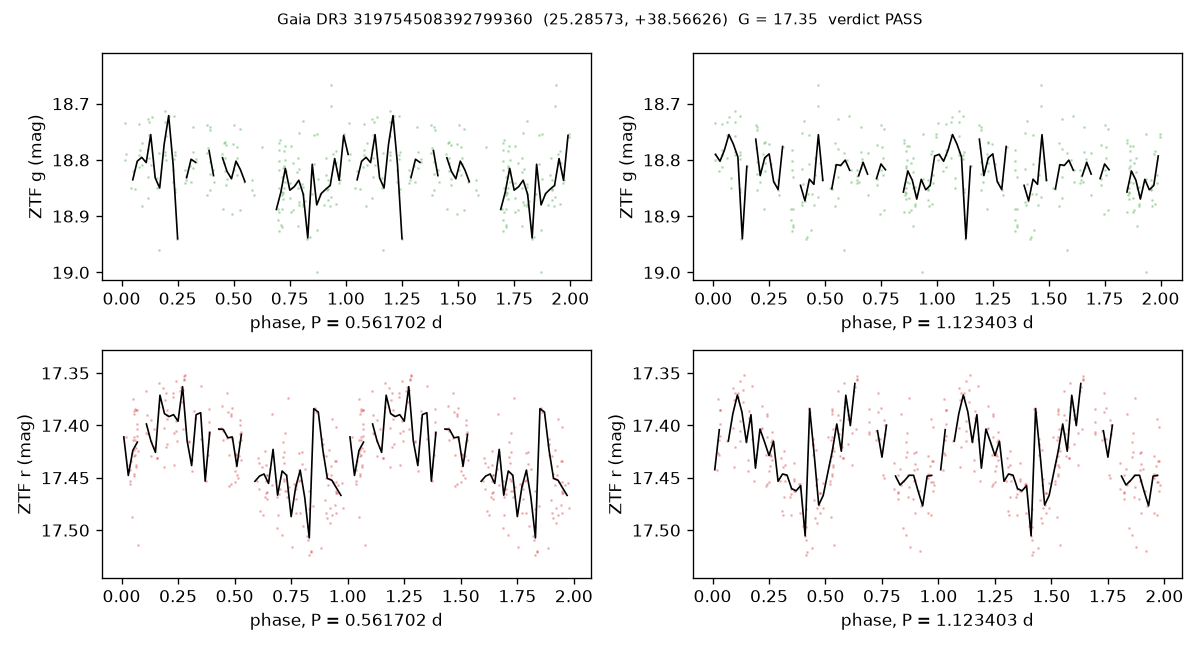 Gaia DR3 319754508392799360 (25.28573, +38.56626) G = 17.35 verdict PASS
ZTF g (mag)
18.7
18.8
18.9
19.0
0.00 0.25 0.50 0.75 1.00 1.25 1.50 1.75 2.00
phase, P = 0.561702 d
ZTF g (mag)
18.7
18.8
18.9
19.0
0.00 0.25 0.50 0.75 1.00 1.25 1.50 1.75 2.00
phase, P = 1.123403 d
ZTF r (mag)
17.35
17.40
17.45
17.50
0.00 0.25 0.50 0.75 1.00 1.25 1.50 1.75 2.00
phase, P = 0.561702 d
ZTF r (mag)
17.35
17.40
17.45
17.50
0.00 0.25 0.50 0.75 1.00 1.25 1.50 1.75 2.00
phase, P = 1.123403 d